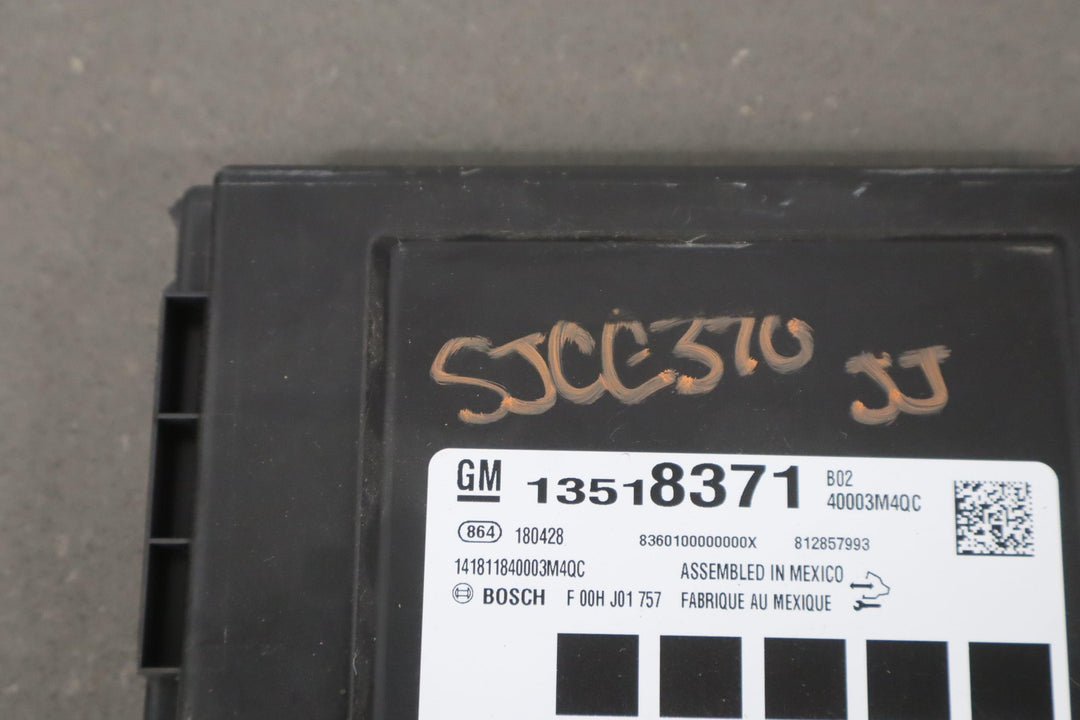 SJCE370 JJ
GM 13518371 B02
40003M4QC
864 180428 8360100000000X 812857993
141811840003M4QC ASSEMBLED IN MEXICO
BOSCH F 00H J01 757 FABRIQUE AU MEXIQUE